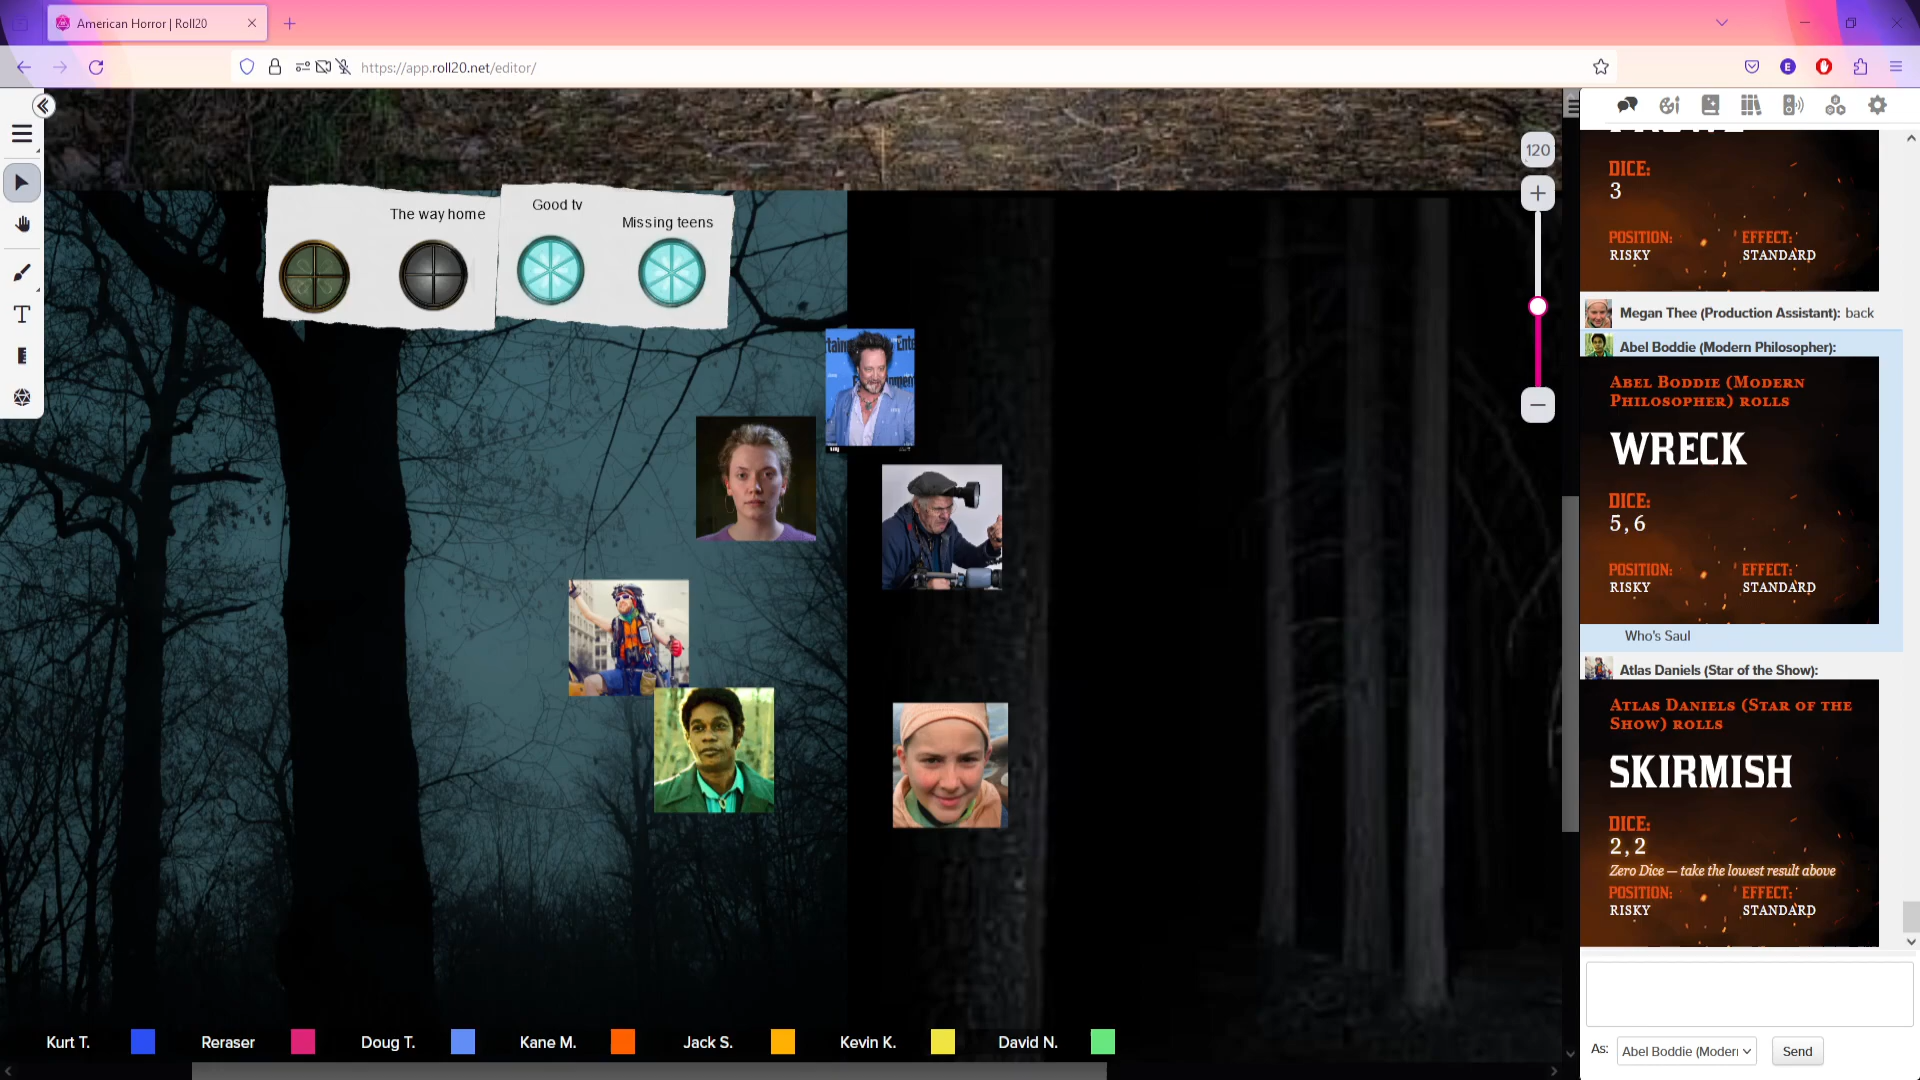 American Horror | Roll20
https://app.roll20.net/editor/
The way home
Good tv
Missing teens
120
DICE:
3
POSITION:
EFFECT:
RISKY
STANDARD
Megan Thee (Production Assistant): back
Abel Boddie (Modern Philosopher):
ABEL BODDIE (MODERN
PHILOSOPHER) ROLLS
WRECK
DICE:
5, 6
POSITION:
EFFECT:
RISKY
STANDARD
Who's Saul
Atlas Daniels (Star of the Show):
ATLAS DANIELS (STAR OF THE
SHOW) ROLLS
SKIRMISH
DICE:
2, 2
Zero Dice — take the lowest result above
POSITION:
EFFECT:
RISKY
STANDARD
Kurt T.
Reraser
Doug T.
Kane M.
Jack S.
Kevin K.
David N.
As:
Abel Boddie (Moder
Send